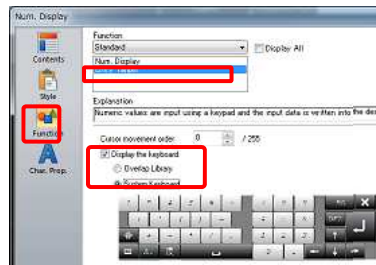 Num. Display
Contents
Style
Function
Char. Prop.
Function
Standard
Display All
Num. Display
Explanation
Numeric values are input using a keypad and the input data is written into the des
Cursor movement order 0 / 255
Display the keyboard
Overlap Library
System Keyboard